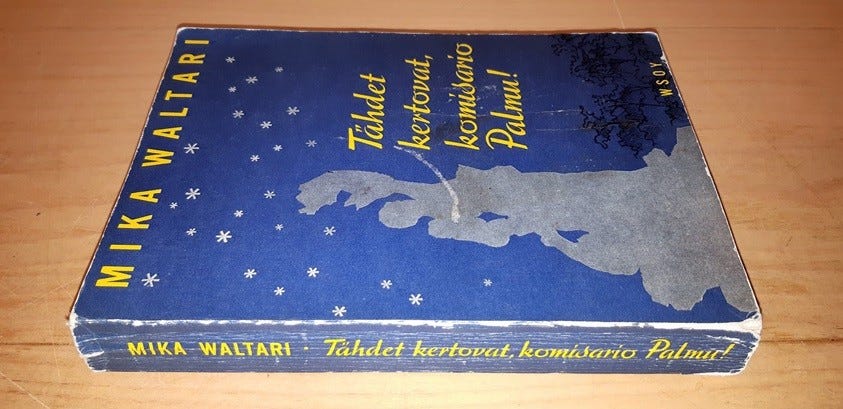 MIKA WALTARI
Tähdet
kertovat,
komisario
Palmu!
WSOY
MIKA WALTARI · Tähdet kertovat, komisario Palmu!